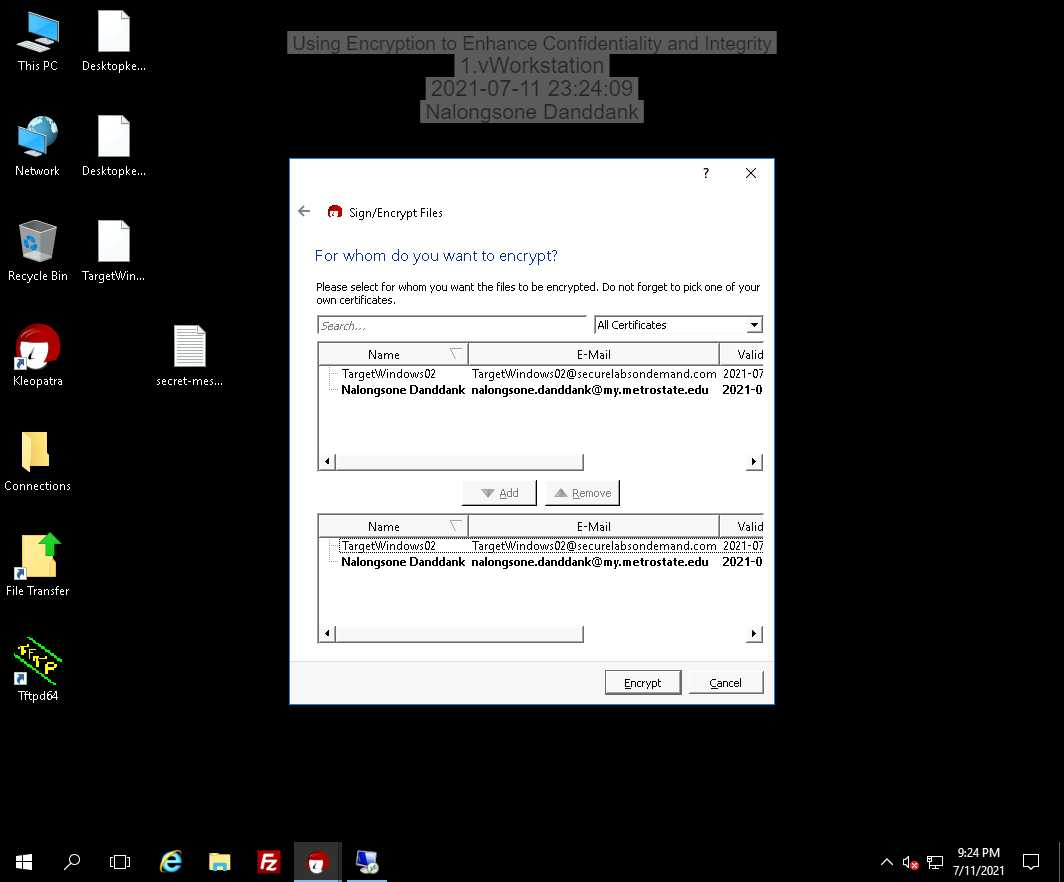 Using Encryption to Enhance Confidentiality and Integrity
1.vWorkstation
2021-07-11 23:24:09
Nalongsone Danddank
This PC
Desktopke...
Network
Desktopke...
Recycle Bin
TargetWin...
Kleopatra
secret-mes...
Connections
File Transfer
TFTP
Tftpd64
?
Sign/Encrypt Files
For whom do you want to encrypt?
Please select for whom you want the files to be encrypted. Do not forget to pick one of your
own certificates.
Search...
All Certificates
Name E-Mail Valid
TargetWindows02 TargetWindows02@securelabsondemand.com 2021-07
Nalongsone Danddank nalongsone.danddank@my.metrostate.edu 2021-0
Add Remove
Name E-Mail Valid
TargetWindows02 TargetWindows02@securelabsondemand.com 2021-07
Nalongsone Danddank nalongsone.danddank@my.metrostate.edu 2021-0
Encrypt Cancel
Fz
9:24 PM
7/11/2021